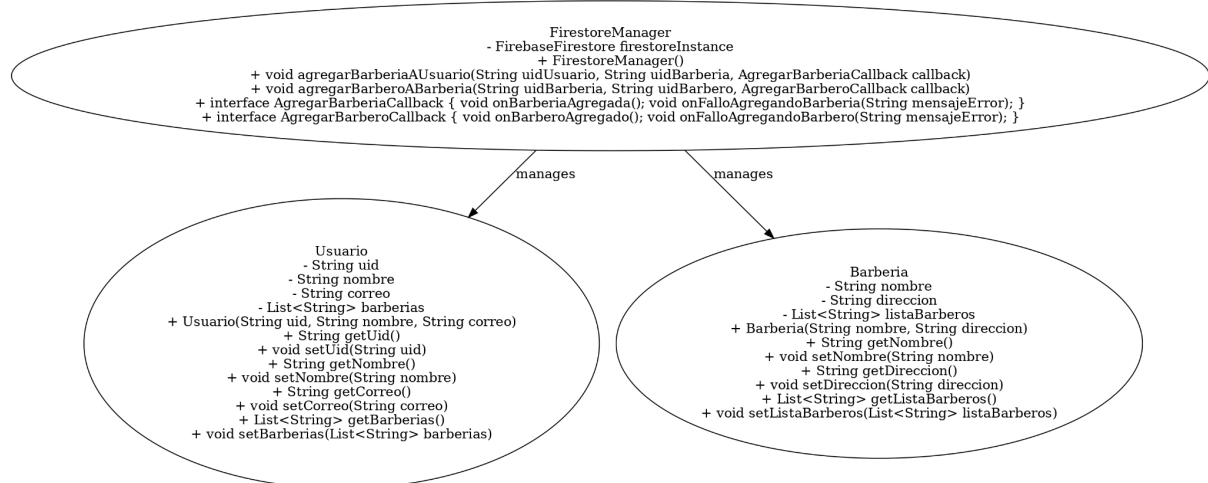 FirestoreManager
- FirebaseFirestore firestoreInstance
+ FirestoreManager()
+ void agregarBarberiaAUsuario(String uidUsuario, String uidBarberia, AgregarBarberiaCallback callback)
+ void agregarBarberoABarberia(String uidBarberia, String uidBarbero, AgregarBarberoCallback callback)
+ interface AgregarBarberiaCallback { void onBarberiaAgregada(); void onFalloAgregandoBarberia(String mensajeError); }
+ interface AgregarBarberoCallback { void onBarberoAgregado(); void onFalloAgregandoBarbero(String mensajeError); }
manages
manages
Usuario
- String uid
- String nombre
- String correo
- List<String> barberias
+ Usuario(String uid, String nombre, String correo)
+ String getUid()
+ void setUid(String uid)
+ String getNombre()
+ void setNombre(String nombre)
+ String getCorreo()
+ void setCorreo(String correo)
+ List<String> getBarberias()
+ void setBarberias(List<String> barberias)
Barberia
- String nombre
- String direccion
- List<String> listaBarberos
+ Barberia(String nombre, String direccion)
+ String getNombre()
+ void setNombre(String nombre)
+ String getDireccion()
+ void setDireccion(String direccion)
+ List<String> getListaBarberos()
+ void setListaBarberos(List<String> listaBarberos)